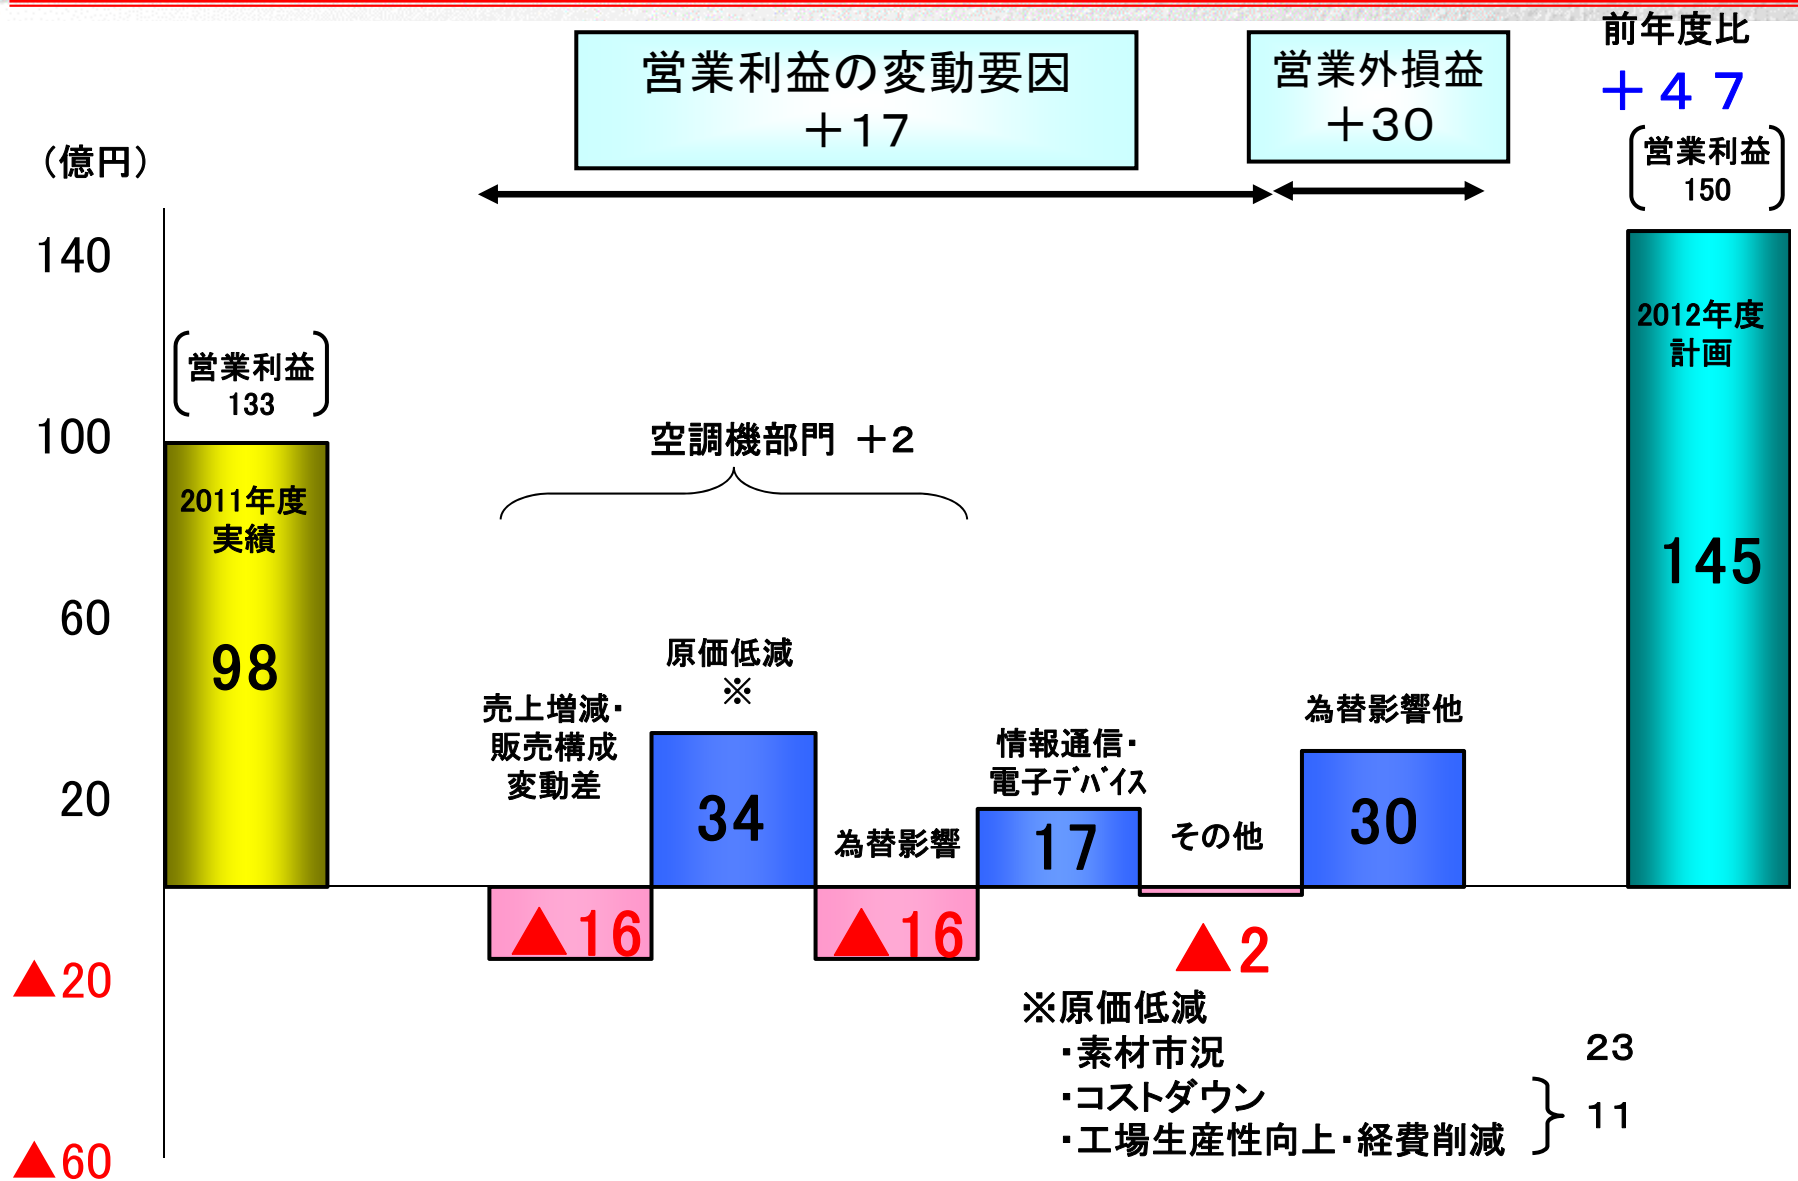 前年度比
＋４７
営業利益
150
営業利益の変動要因
＋17
営業外損益
＋30
（億円）
140
100
60
20
▲20
▲60
営業利益
133
2011年度
実績
98
空調機部門 ＋2
売上増減・
販売構成
変動差
▲16
原価低減
※
34
為替影響
▲16
情報通信・
電子ﾃﾞﾊﾞｲｽ
17
その他
▲2
為替影響他
30
2012年度
計画
145
※原価低減
・素材市況 23
・コストダウン
・工場生産性向上・経費削減
11